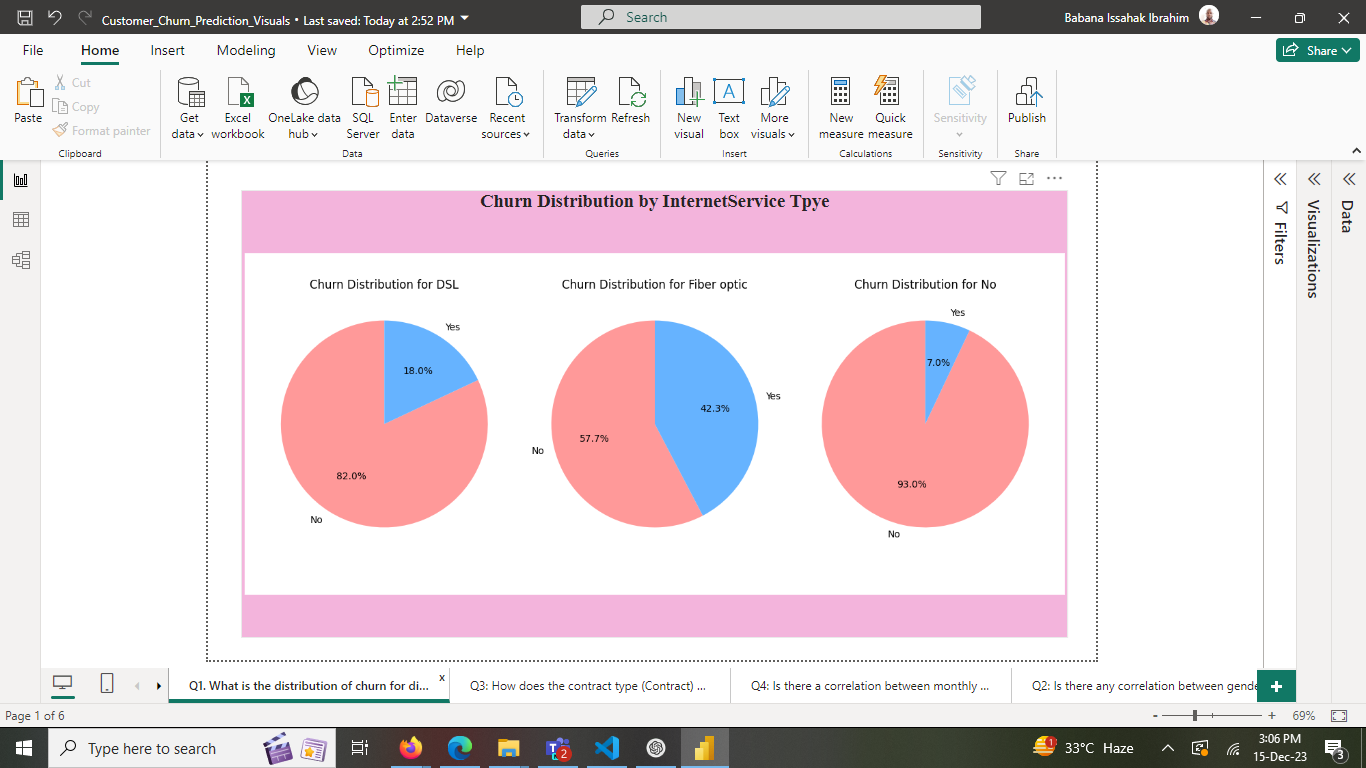 Customer_Churn_Prediction_Visuals • Last saved: Today at 2:52 PM
Search
Babana Issahak Ibrahim
File Home Insert Modeling View Optimize Help
Share
Paste
Cut
Copy
Format painter
Clipboard
Get data
Excel workbook
OneLake data hub
SQL Server
Enter data
Dataverse
Recent sources
Data
Transform data
Refresh
Queries
New visual
Text box
More visuals
Insert
New measure
Quick measure
Calculations
Sensitivity
Sensitivity
Publish
Share
Filters
Visualizations
Data
Churn Distribution by InternetService Tpye
Churn Distribution for DSL
Yes
18.0%
82.0%
No
Churn Distribution for Fiber optic
Yes
42.3%
57.7%
No
Churn Distribution for No
Yes
7.0%
93.0%
No
Q1. What is the distribution of churn for di...
x
Q3: How does the contract type (Contract) ...
Q4: Is there a correlation between monthly ...
Q2: Is there any correlation between gende
+
Page 1 of 6
- + 69%
Type here to search
2
1
33°C Haze
3:06 PM
15-Dec-23
3